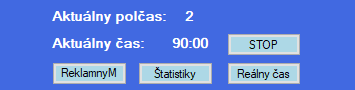 Aktuálny polčas: 2
Aktuálny čas: 90:00 STOP
ReklamnyM Štatistiky Reálny čas